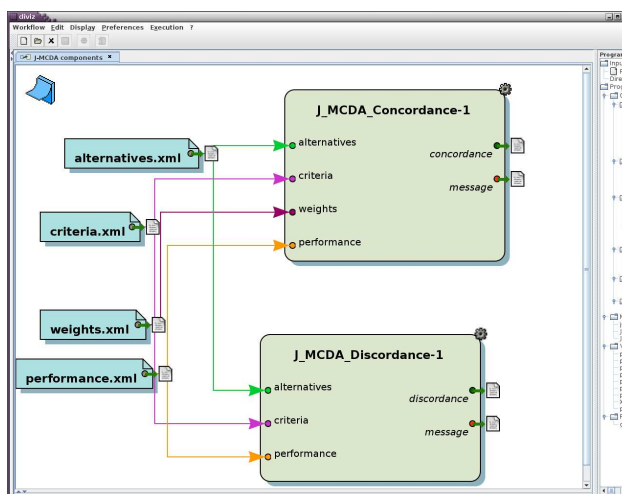 diviz
Workflow Edit Display Preferences Execution ?
J-MCDA components
Progra
J_MCDA_Concordance-1
alternatives.xml
alternatives
concordance
criteria
message
criteria.xml
weights
performance
weights.xml
J_MCDA_Discordance-1
performance.xml
alternatives
discordance
criteria
message
performance